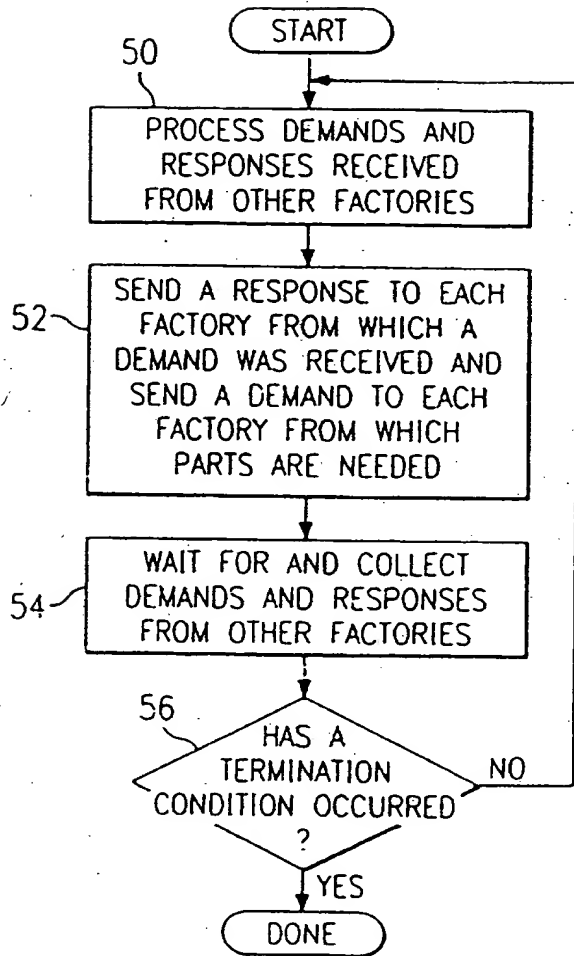 START
50
PROCESS DEMANDS AND
RESPONSES RECEIVED
FROM OTHER FACTORIES
52
SEND A RESPONSE TO EACH
FACTORY FROM WHICH A
DEMAND WAS RECEIVED AND
SEND A DEMAND TO EACH
FACTORY FROM WHICH
PARTS ARE NEEDED
54
WAIT FOR AND COLLECT
DEMANDS AND RESPONSES
FROM OTHER FACTORIES
56
HAS A
TERMINATION
CONDITION OCCURRED
?
NO
YES
DONE